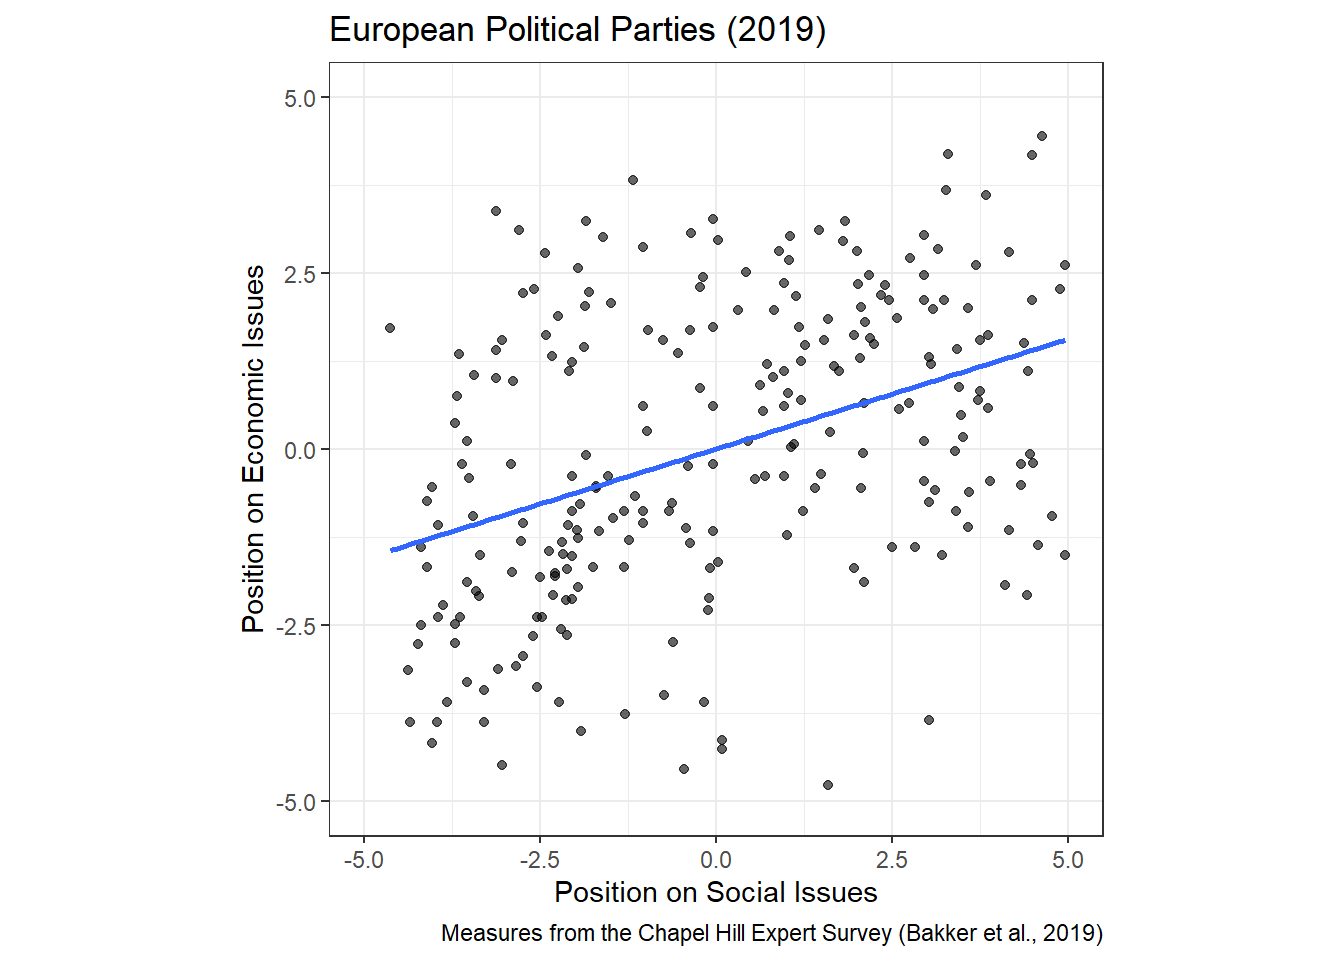 European Political Parties (2019)
Position on Economic Issues
5.0
2.5
0.0
-2.5
-5.0
-5.0
-2.5
0.0
2.5
5.0
Position on Social Issues
Measures from the Chapel Hill Expert Survey (Bakker et al., 2019)